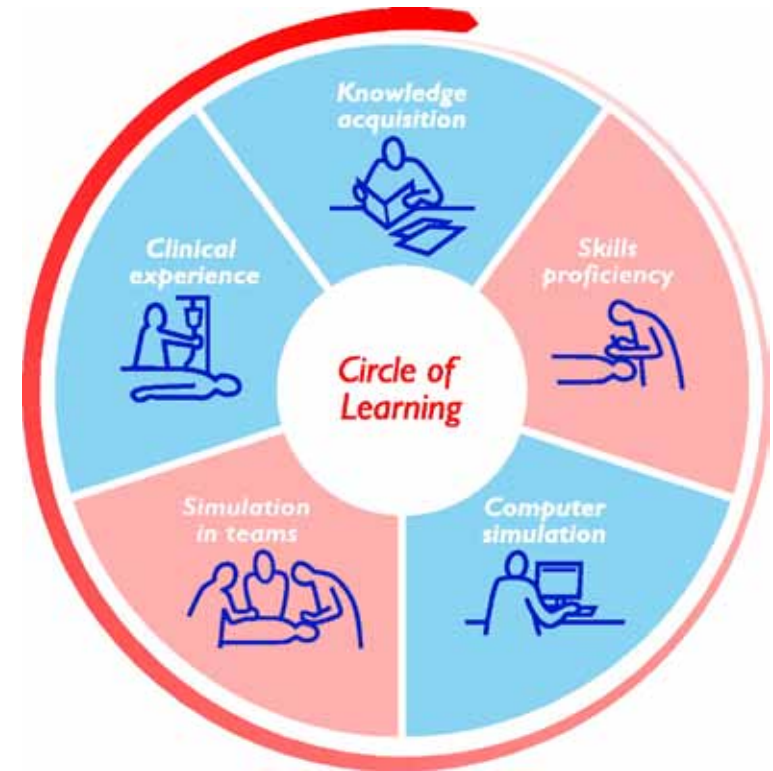 Knowledge
acquisition
Skills
proficiency
Computer
simulation
Simulation
in teams
Clinical
experience
Circle of
Learning